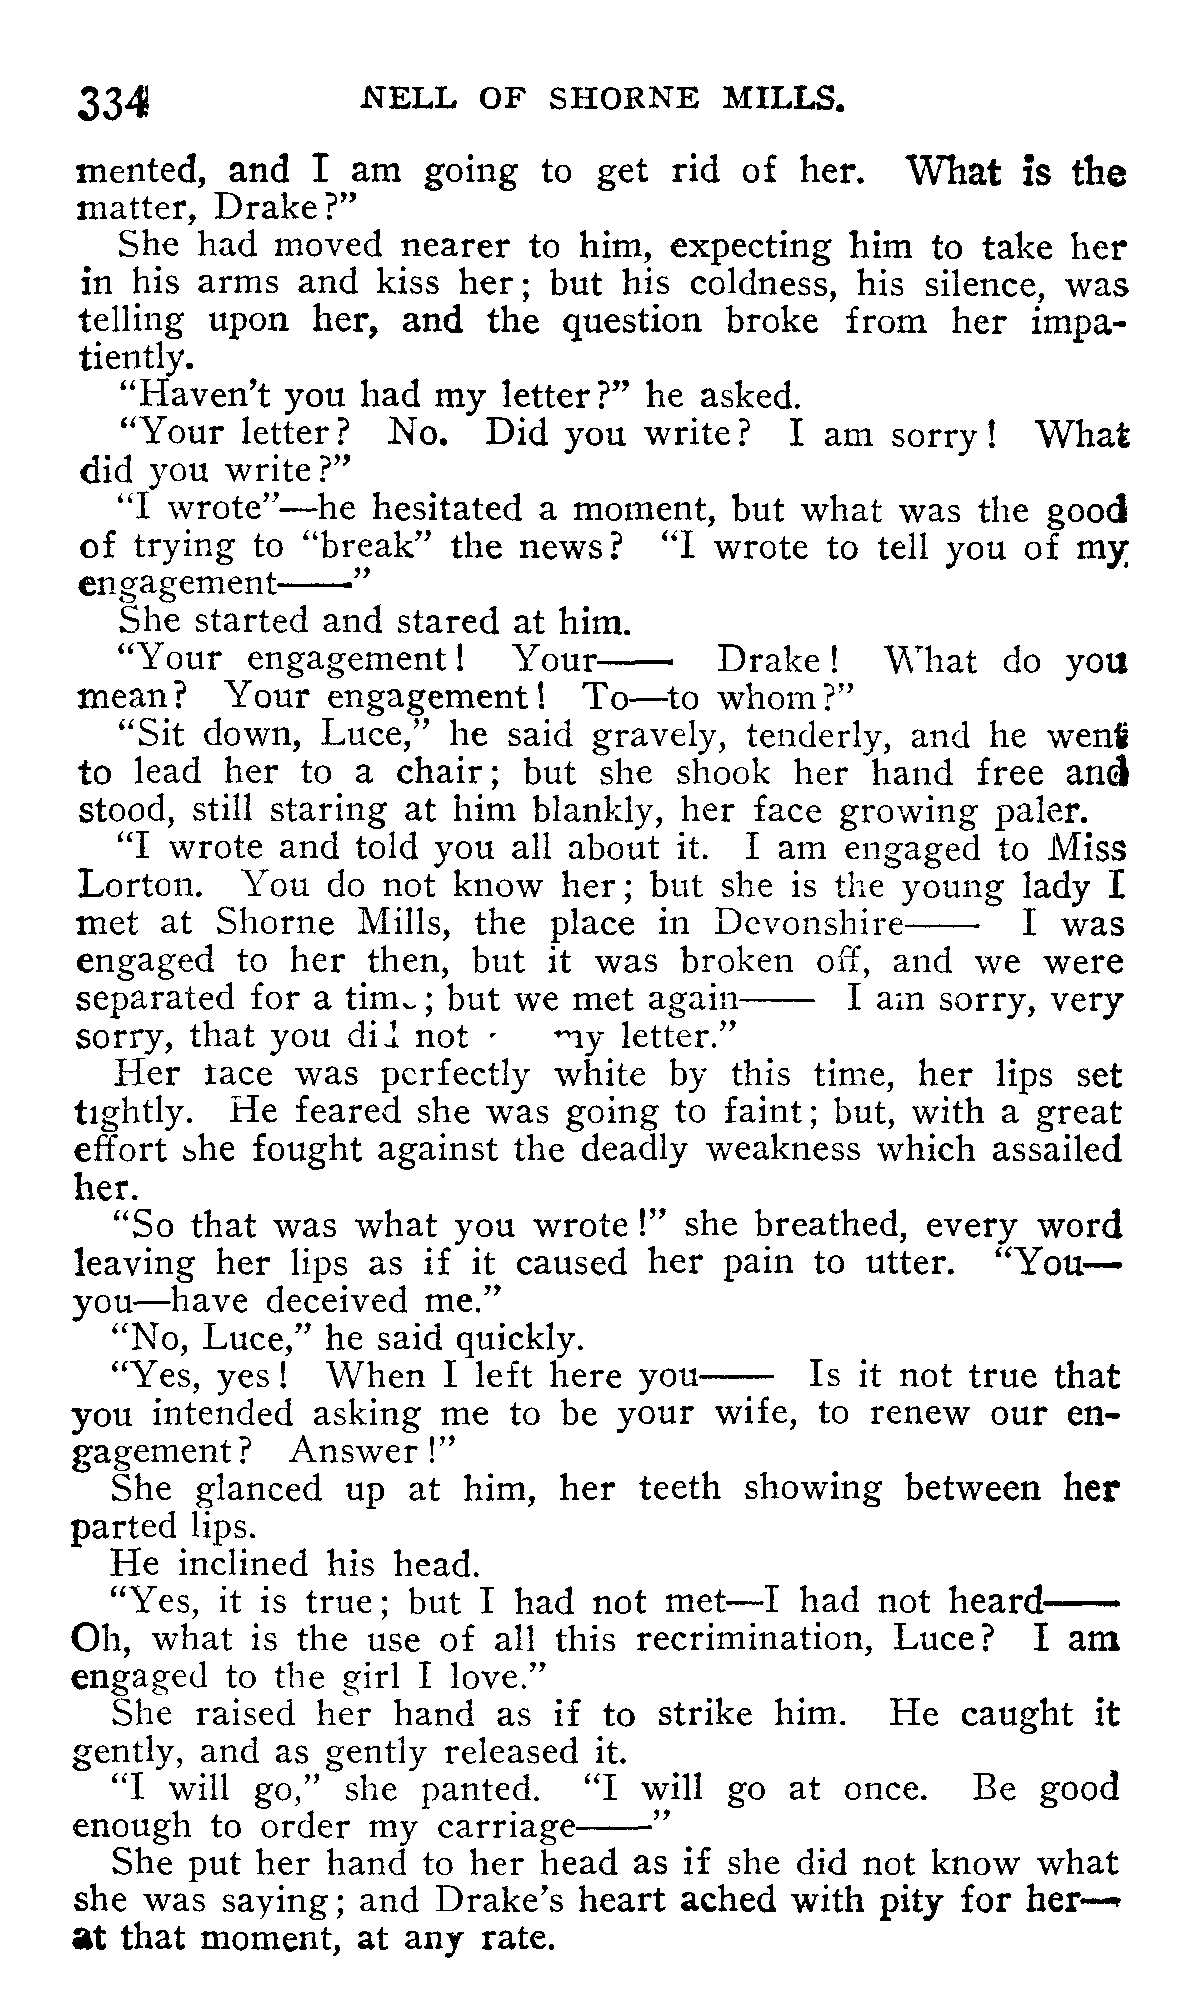 334 NELL OF SHORNE MILLS.
mented, and I am going to get rid of her. What is the
matter, Drake?"
She had moved nearer to him, expecting him to take her
in his arms and kiss her; but his coldness, his silence, was
telling upon her, and the question broke from her impa-
tiently.
"Haven't you had my letter?" he asked.
"Your letter? No. Did you write? I am sorry! What
did you write?"
"I wrote"—he hesitated a moment, but what was the good
of trying to "break" the news? "I wrote to tell you of my
engagement——"
She started and stared at him.
"Your engagement! Your—— Drake! What do you
mean? Your engagement! To—to whom?"
"Sit down, Luce," he said gravely, tenderly, and he went
to lead her to a chair; but she shook her hand free and
stood, still staring at him blankly, her face growing paler.
"I wrote and told you all about it. I am engaged to Miss
Lorton. You do not know her; but she is the young lady I
met at Shorne Mills, the place in Devonshire—— I was
engaged to her then, but it was broken off, and we were
separated for a time; but we met again—— I am sorry, very
sorry, that you did not my letter."
Her face was perfectly white by this time, her lips set
tightly. He feared she was going to faint; but, with a great
effort she fought against the deadly weakness which assailed
her.
"So that was what you wrote!" she breathed, every word
leaving her lips as if it caused her pain to utter. "You—
you—have deceived me."
"No, Luce," he said quickly.
"Yes, yes! When I left here you—— Is it not true that
you intended asking me to be your wife, to renew our en-
gagement? Answer!"
She glanced up at him, her teeth showing between her
parted lips.
He inclined his head.
"Yes, it is true; but I had not met—I had not heard——
Oh, what is the use of all this recrimination, Luce? I am
engaged to the girl I love."
She raised her hand as if to strike him. He caught it
gently, and as gently released it.
"I will go," she panted. "I will go at once. Be good
enough to order my carriage——"
She put her hand to her head as if she did not know what
she was saying; and Drake's heart ached with pity for her—
at that moment, at any rate.